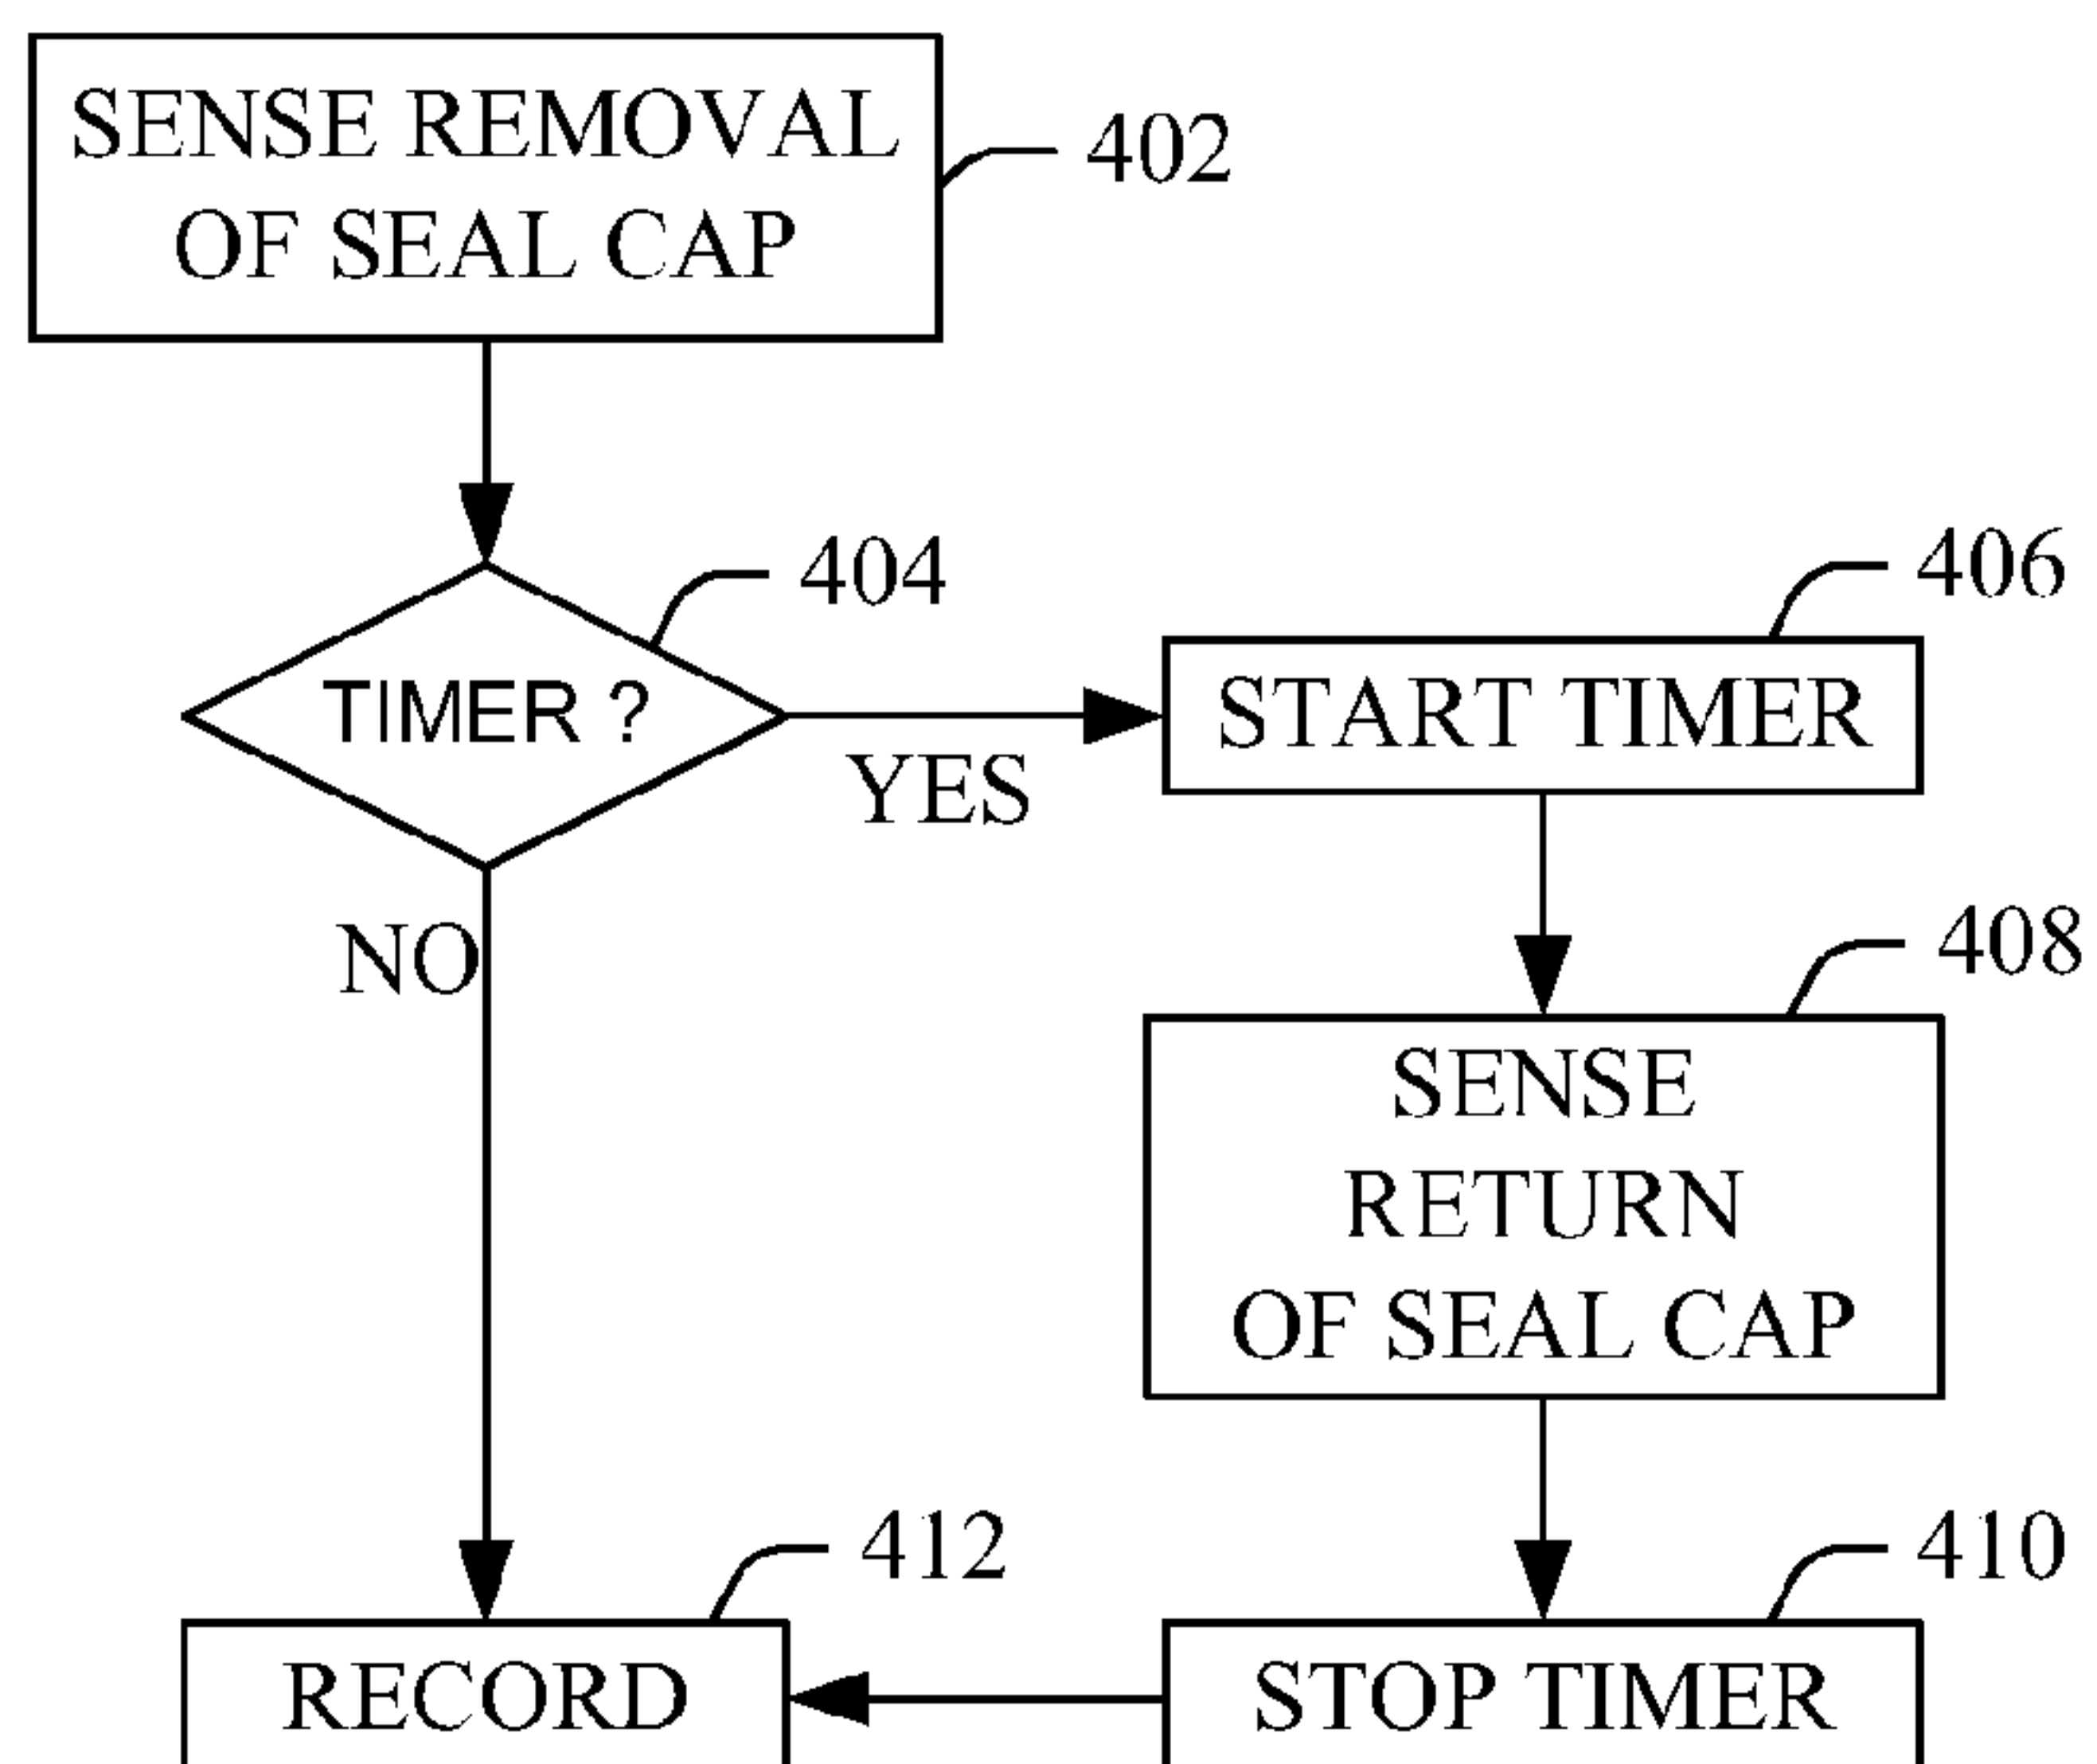 SENSE REMOVAL
OF SEAL CAP
402
404
TIMER ?
YES
NO
406
START TIMER
408
SENSE
RETURN
OF SEAL CAP
412
RECORD
410
STOP TIMER